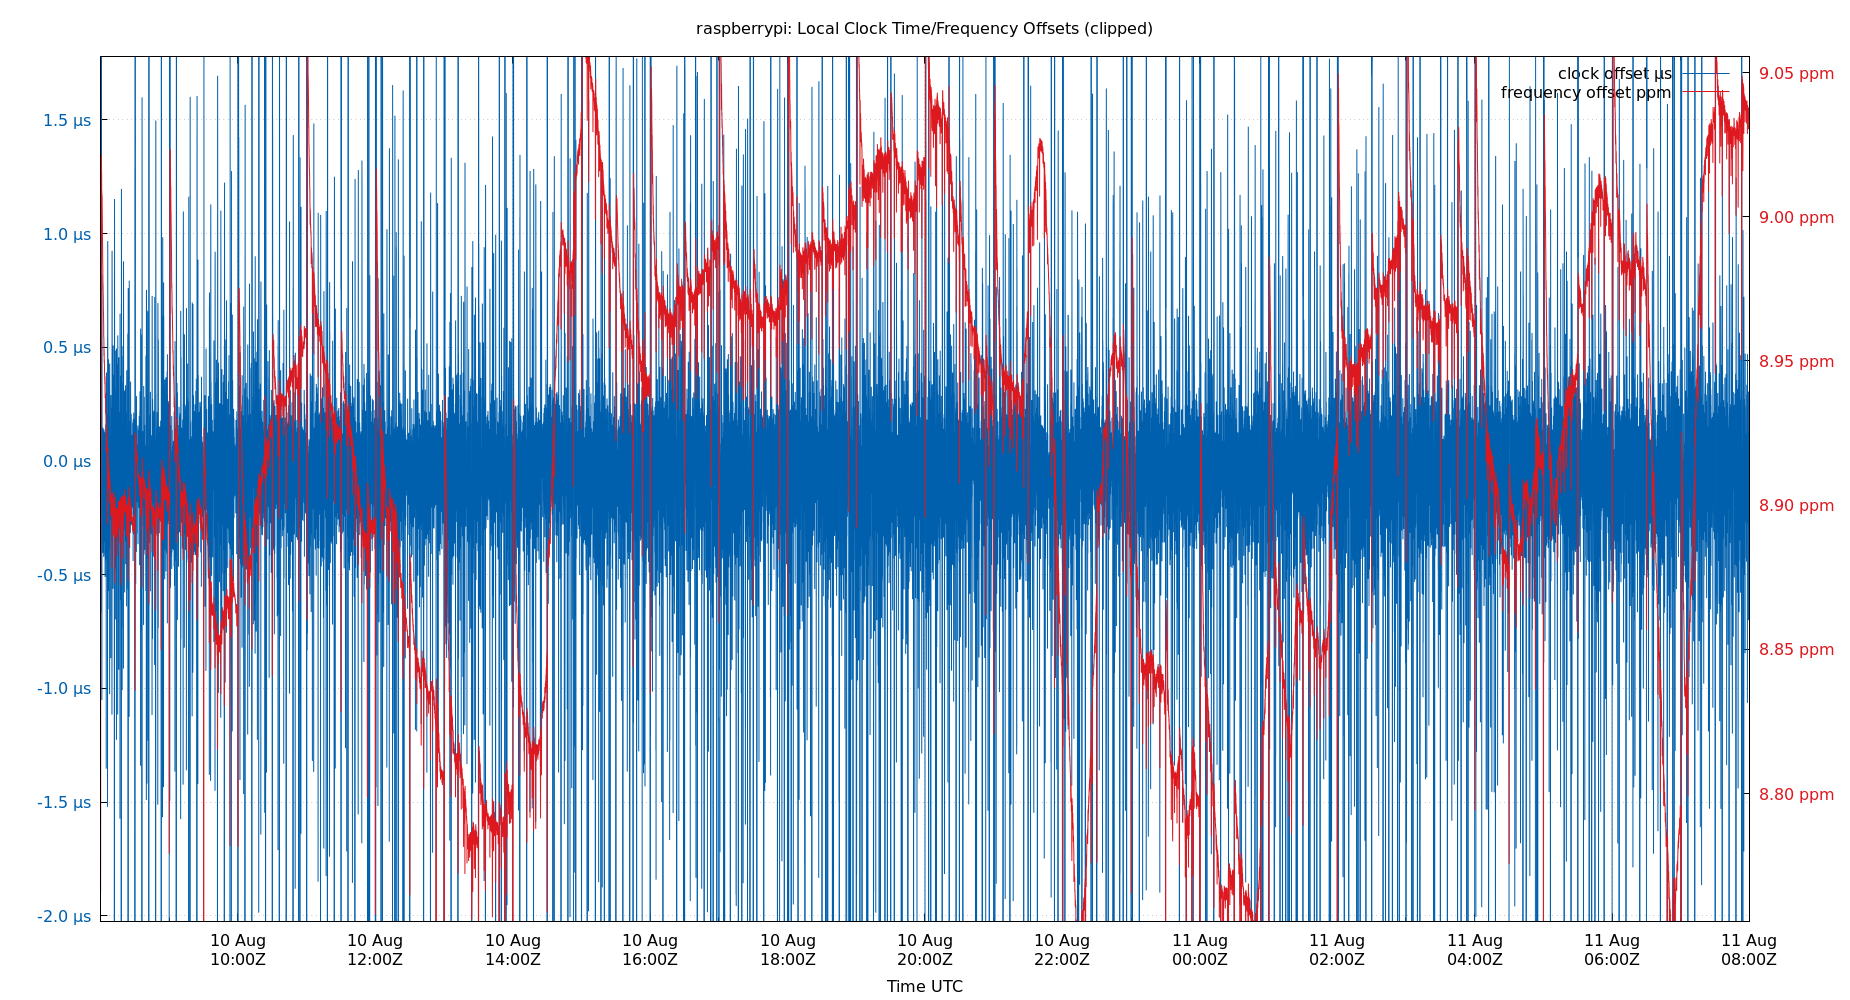 raspberrypi: Local Clock Time/Frequency Offsets (clipped)
clock offset µs
frequency offset ppm
1.5 µs
1.0 µs
0.5 µs
0.0 µs
-0.5 µs
-1.0 µs
-1.5 µs
-2.0 µs
9.05 ppm
9.00 ppm
8.95 ppm
8.90 ppm
8.85 ppm
8.80 ppm
10 Aug 10 Aug 10 Aug 10 Aug 10 Aug 10 Aug 10 Aug 11 Aug 11 Aug 11 Aug 11 Aug 11 Aug
10:00Z 12:00Z 14:00Z 16:00Z 18:00Z 20:00Z 22:00Z 00:00Z 02:00Z 04:00Z 06:00Z 08:00Z
Time UTC